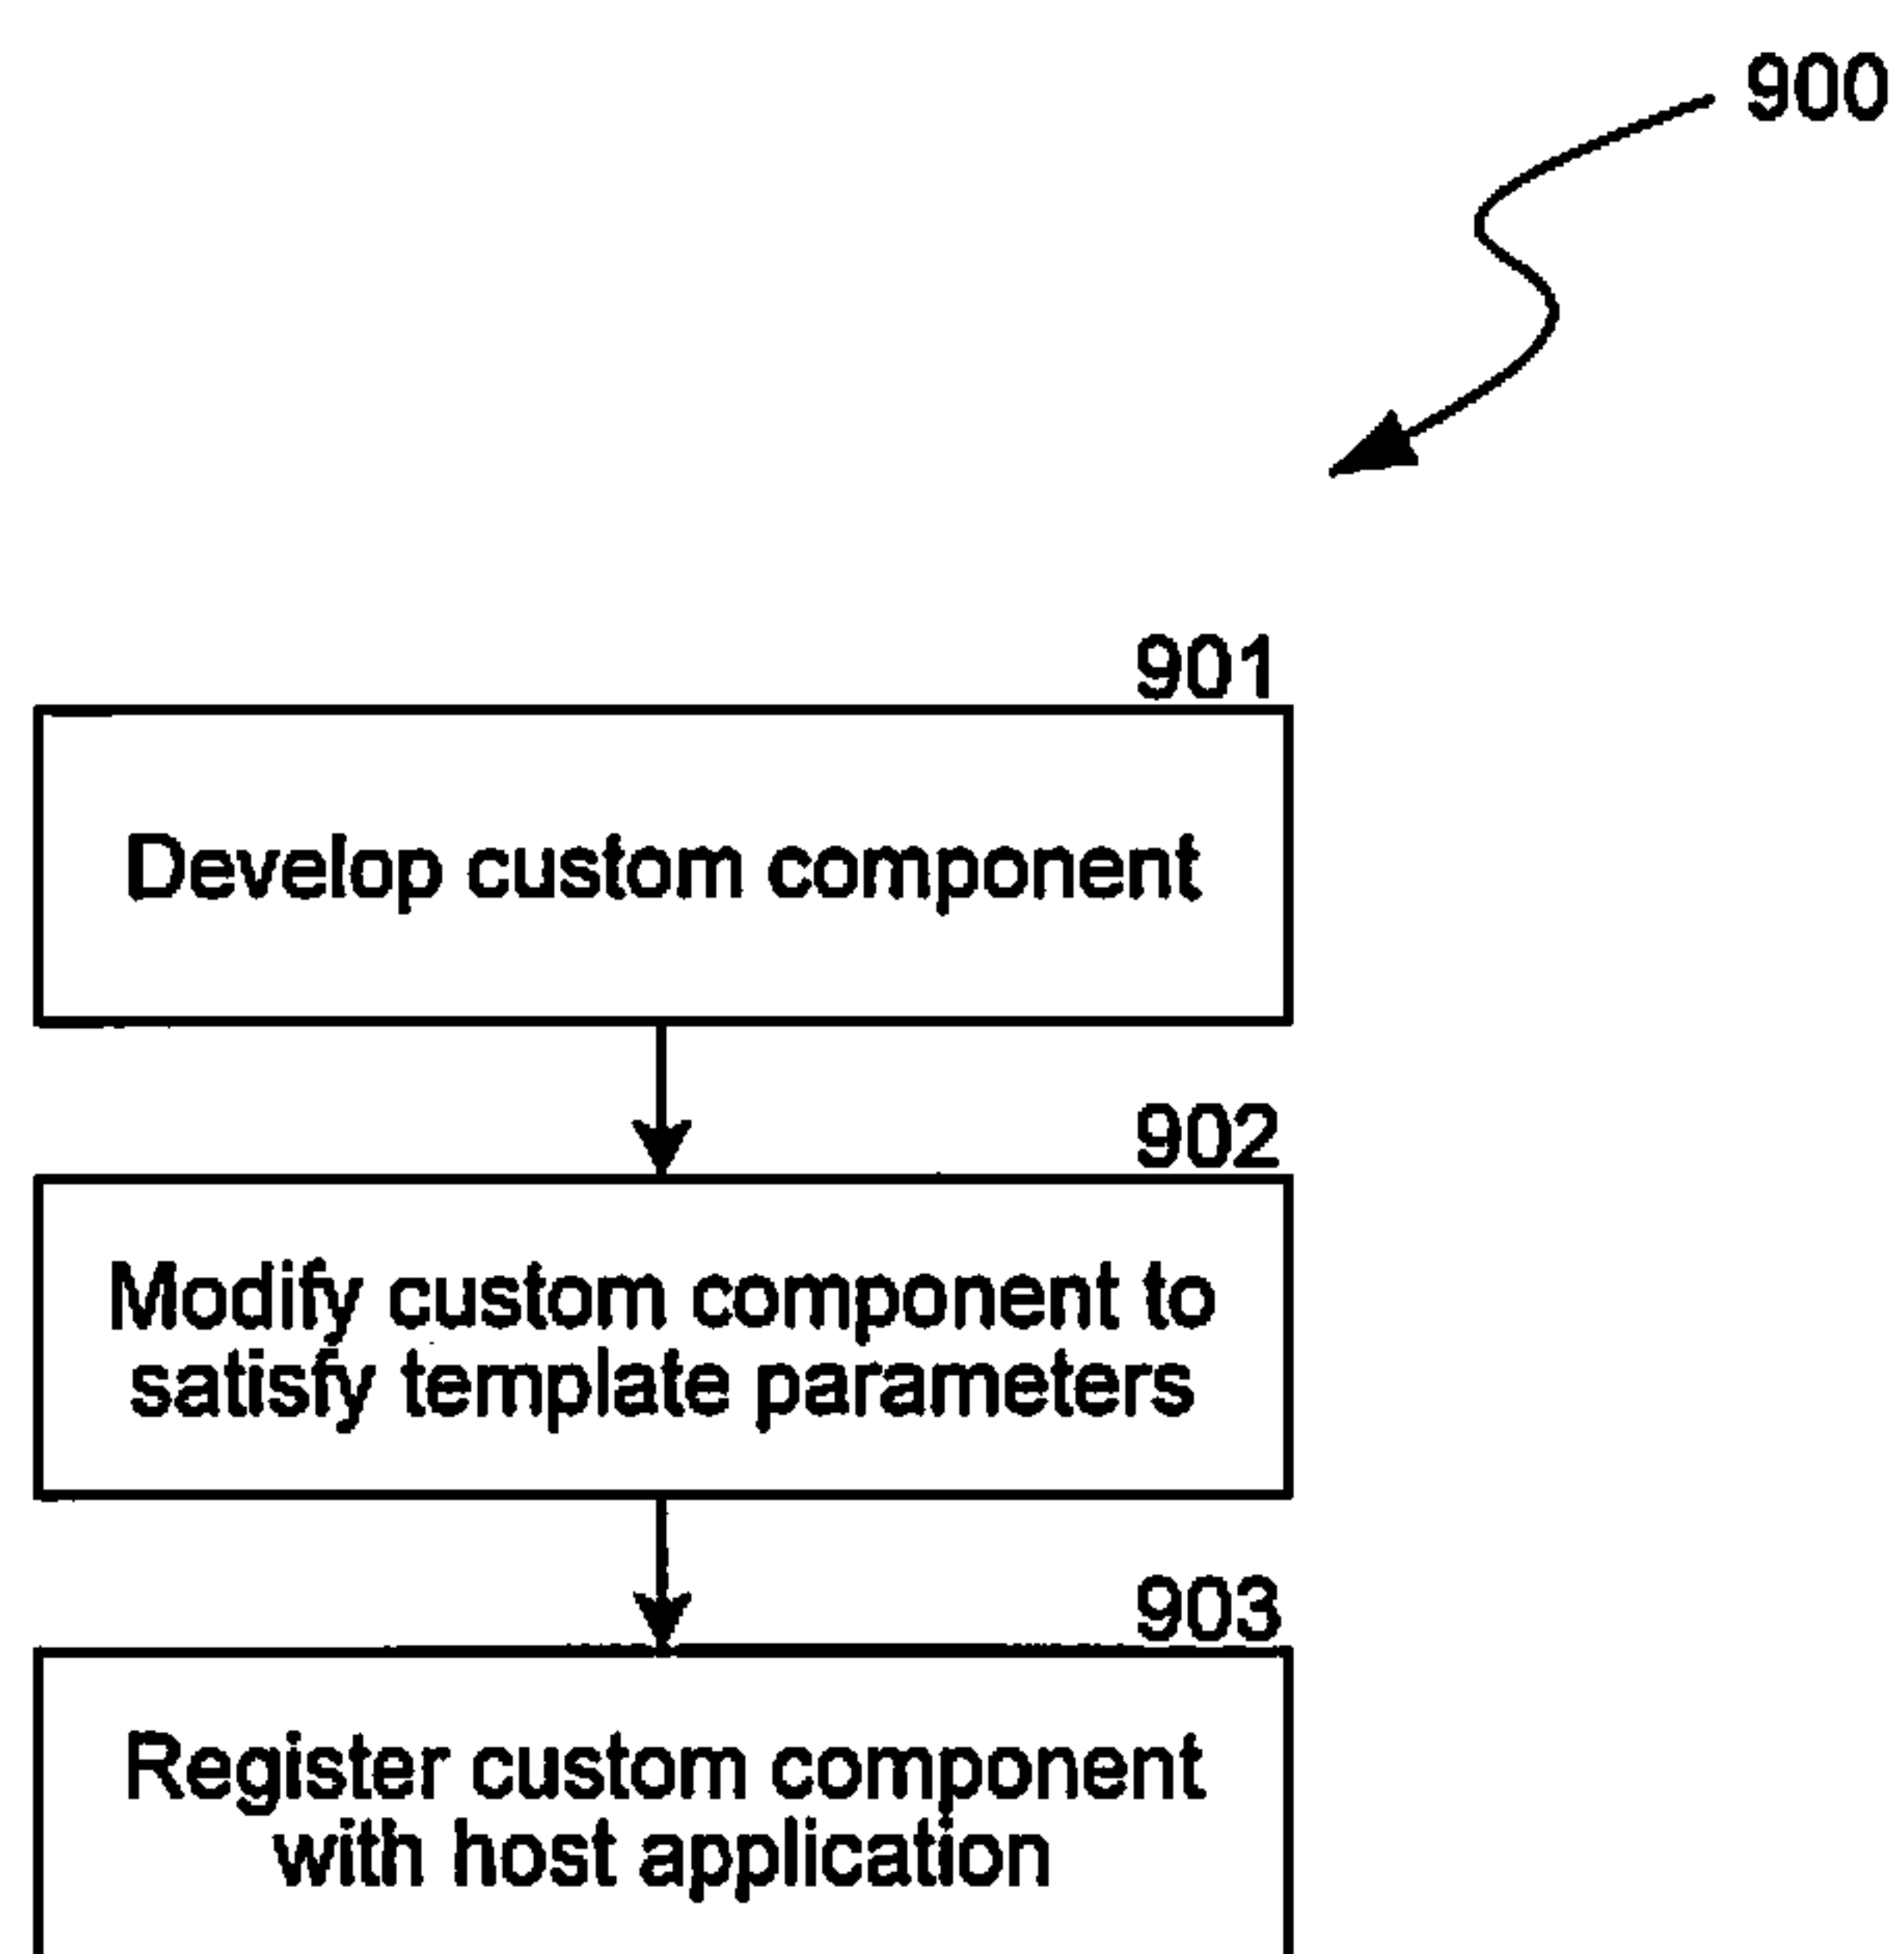 900
901
Develop custom component
902
Modify custom component to
satisfy template parameters
903
Register custom component
with host application